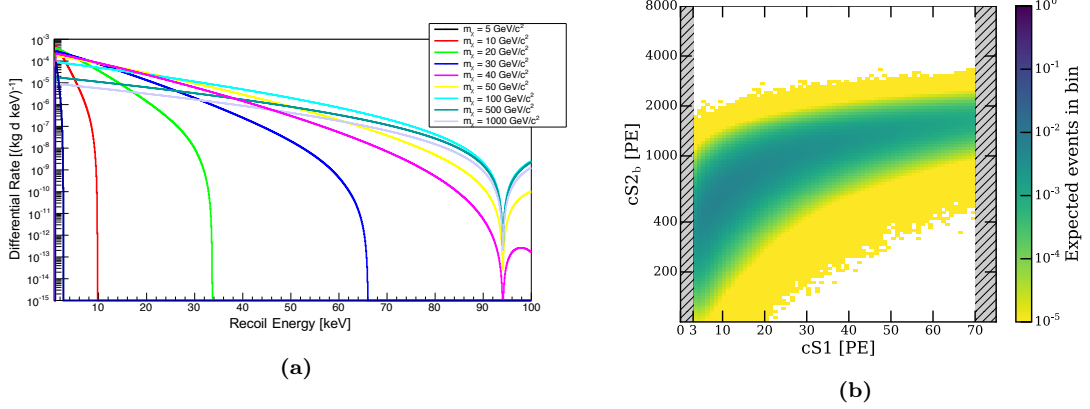 m_χ = 5 GeV/c²
m_χ = 10 GeV/c²
m_χ = 20 GeV/c²
m_χ = 30 GeV/c²
m_χ = 40 GeV/c²
m_χ = 50 GeV/c²
m_χ = 100 GeV/c²
m_χ = 500 GeV/c²
m_χ = 1000 GeV/c²
Differential Rate [(kg d keV)⁻¹]
10⁻³
10⁻⁴
10⁻⁵
10⁻⁶
10⁻⁷
10⁻⁸
10⁻⁹
10⁻¹⁰
10⁻¹¹
10⁻¹²
10⁻¹³
10⁻¹⁴
10⁻¹⁵
10 20 30 40 50 60 70 80 90 100
Recoil Energy [keV]
(a)
cS2_b [PE]
8000
4000
2000
1000
400
200
0 3 10 20 30 40 50 60 70
cS1 [PE]
10⁰
10⁻¹
10⁻²
10⁻³
10⁻⁴
10⁻⁵
Expected events in bin
(b)